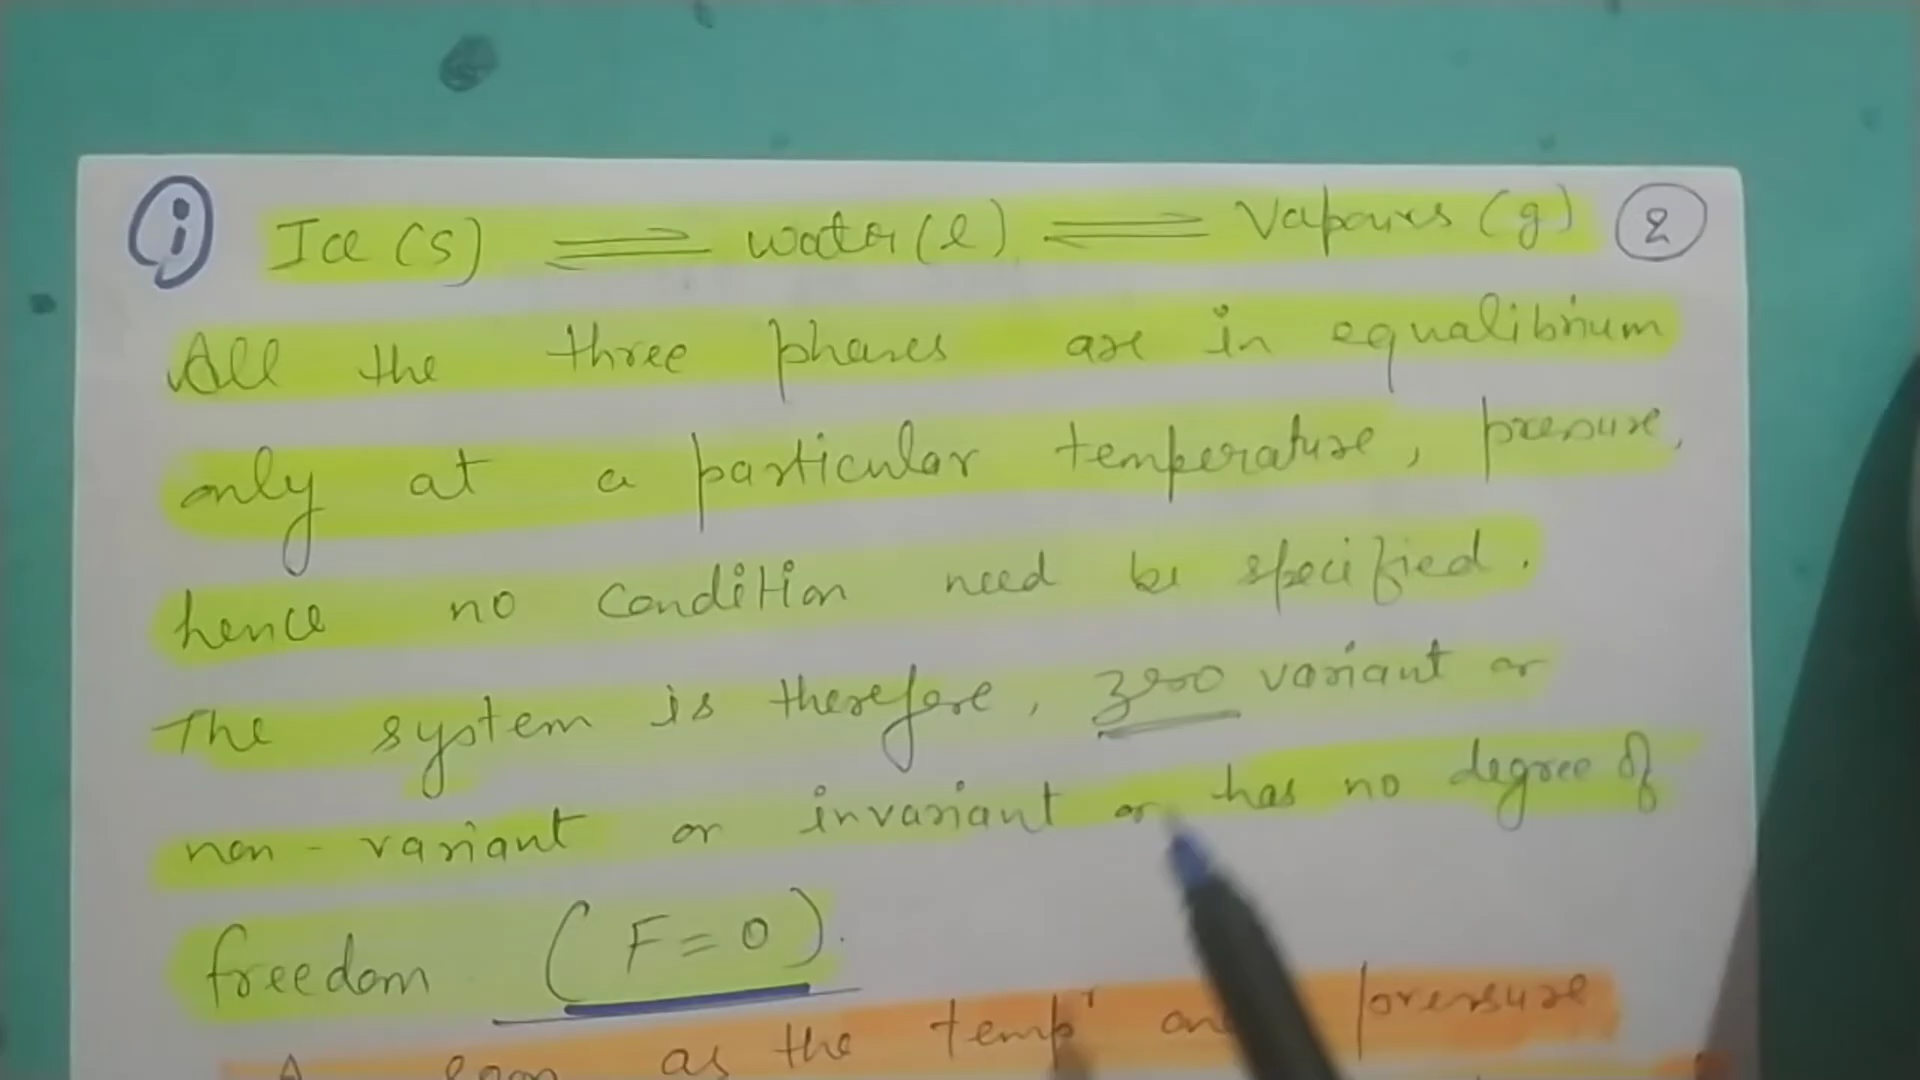 i Ice (s) ⇌ water (l) ⇌ Vapours (g) 2
All the three phases are in equalibrium
only at a particular temperature, pressure,
hence no condition need be specified.
The system is therefore, zero variant or
non-variant or invariant or has no degree of
freedom (F=0).
as the tempr and pressure